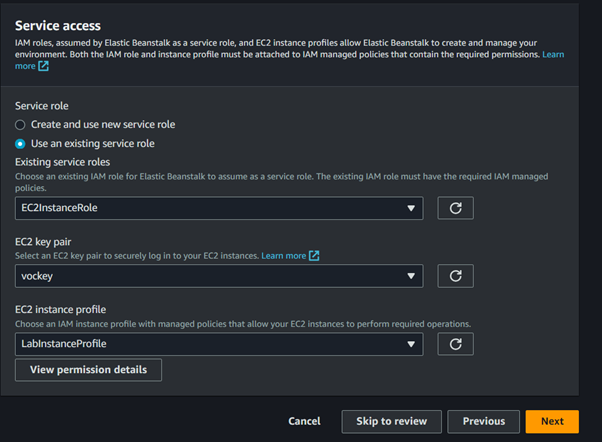 Service access
IAM roles, assumed by Elastic Beanstalk as a service role, and EC2 instance profiles allow Elastic Beanstalk to create and manage your
environment. Both the IAM role and instance profile must be attached to IAM managed policies that contain the required permissions. Learn
more
Service role
Create and use new service role
Use an existing service role
Existing service roles
Choose an existing IAM role for Elastic Beanstalk to assume as a service role. The existing IAM role must have the required IAM managed
policies.
EC2InstanceRole
EC2 key pair
Select an EC2 key pair to securely log in to your EC2 instances. Learn more
vockey
EC2 instance profile
Choose an IAM instance profile with managed policies that allow your EC2 instances to perform required operations.
LabInstanceProfile
View permission details
Cancel Skip to review Previous Next